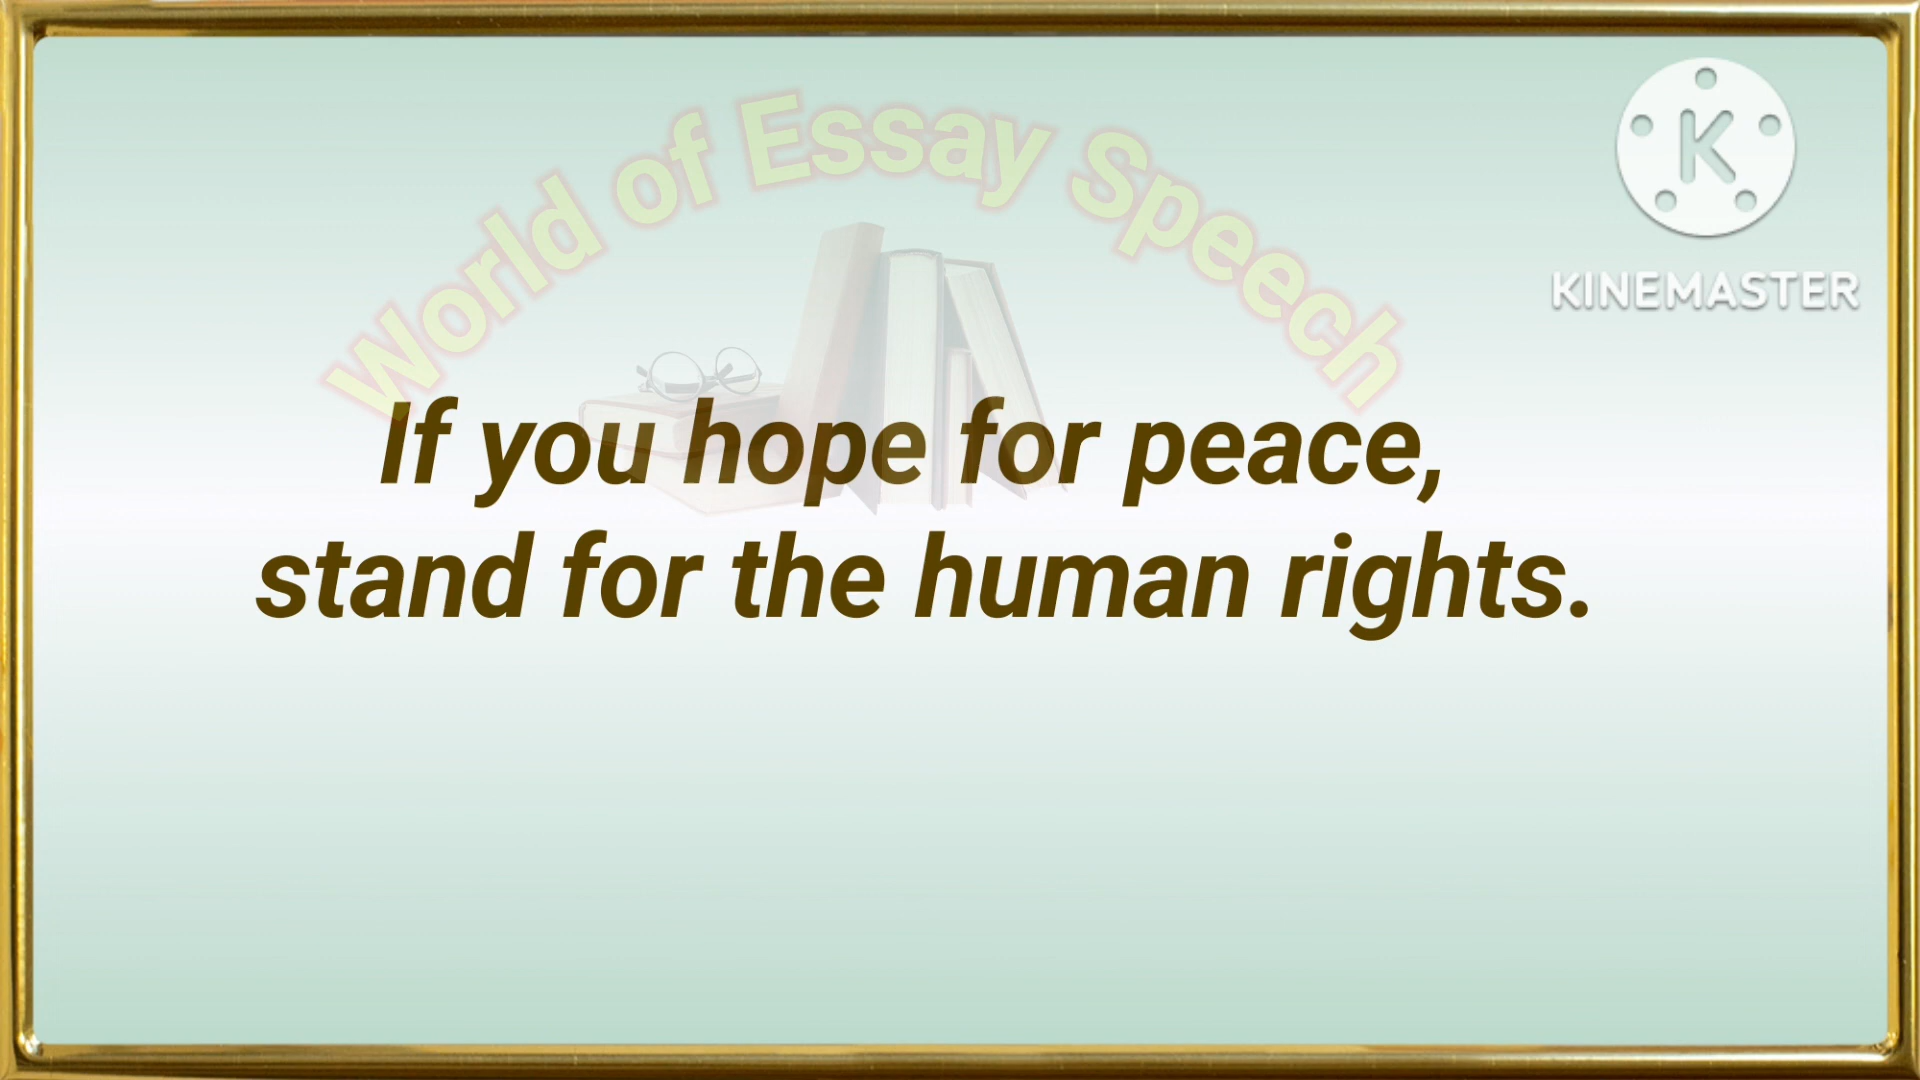 World of Essay Speech
KINEMASTER
If you hope for peace,
stand for the human rights.